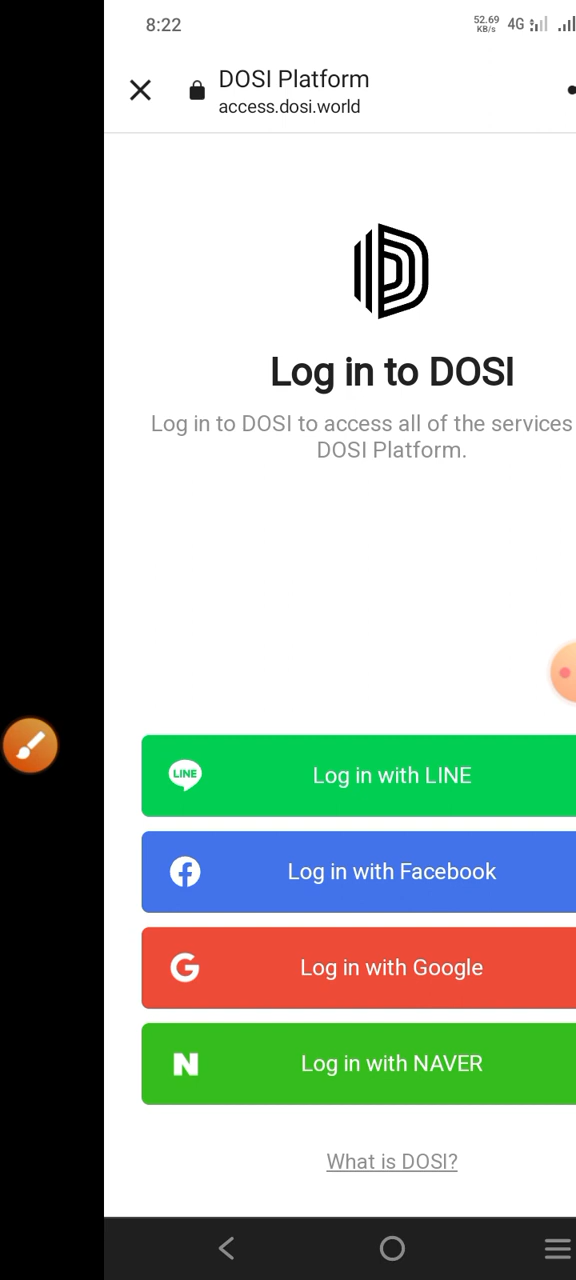 8:22
52.69
KB/s
4G
DOSI Platform
access.dosi.world
Log in to DOSI
Log in to DOSI to access all of the services
DOSI Platform.
LINE
Log in with LINE
Log in with Facebook
G
Log in with Google
N
Log in with NAVER
What is DOSI?